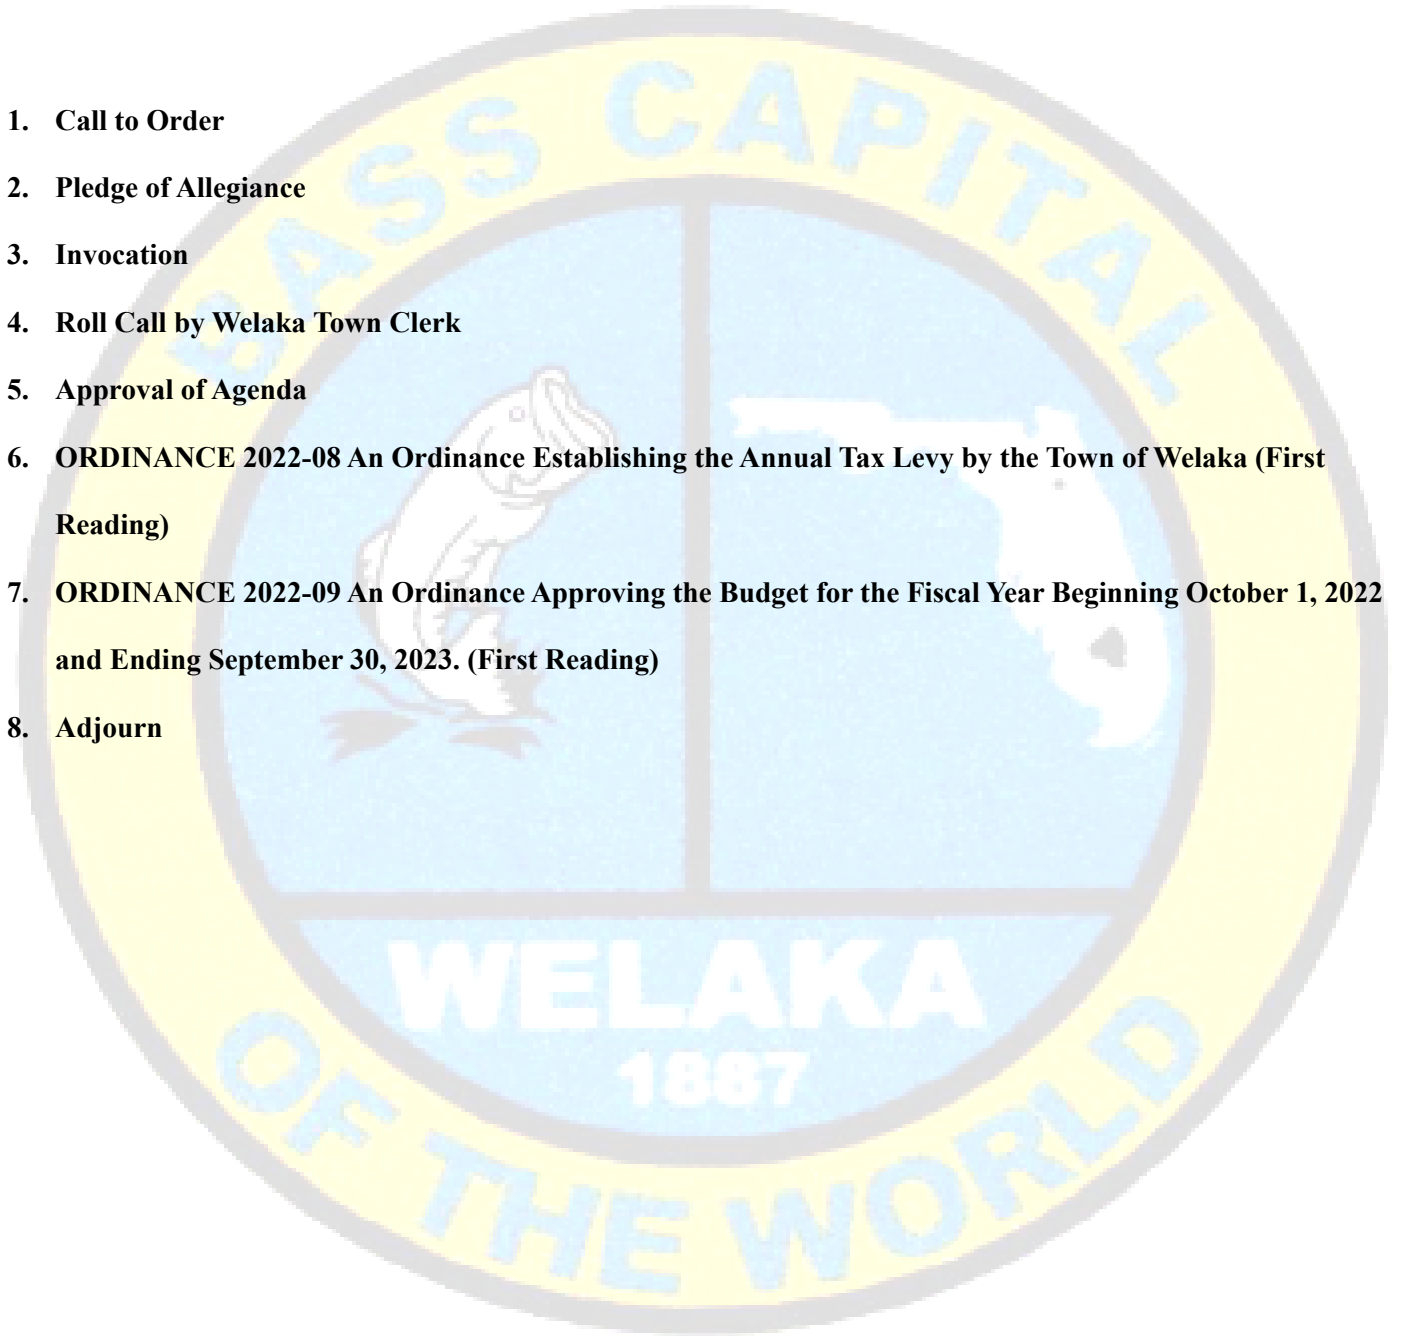 1. Call to Order
2. Pledge of Allegiance
3. Invocation
4. Roll Call by Welaka Town Clerk
5. Approval of Agenda
6. ORDINANCE 2022-08 An Ordinance Establishing the Annual Tax Levy by the Town of Welaka (First
Reading)
7. ORDINANCE 2022-09 An Ordinance Approving the Budget for the Fiscal Year Beginning October 1, 2022
and Ending September 30, 2023. (First Reading)
8. Adjourn
BASS CAPITAL
WELAKA
1887
OF THE WORLD